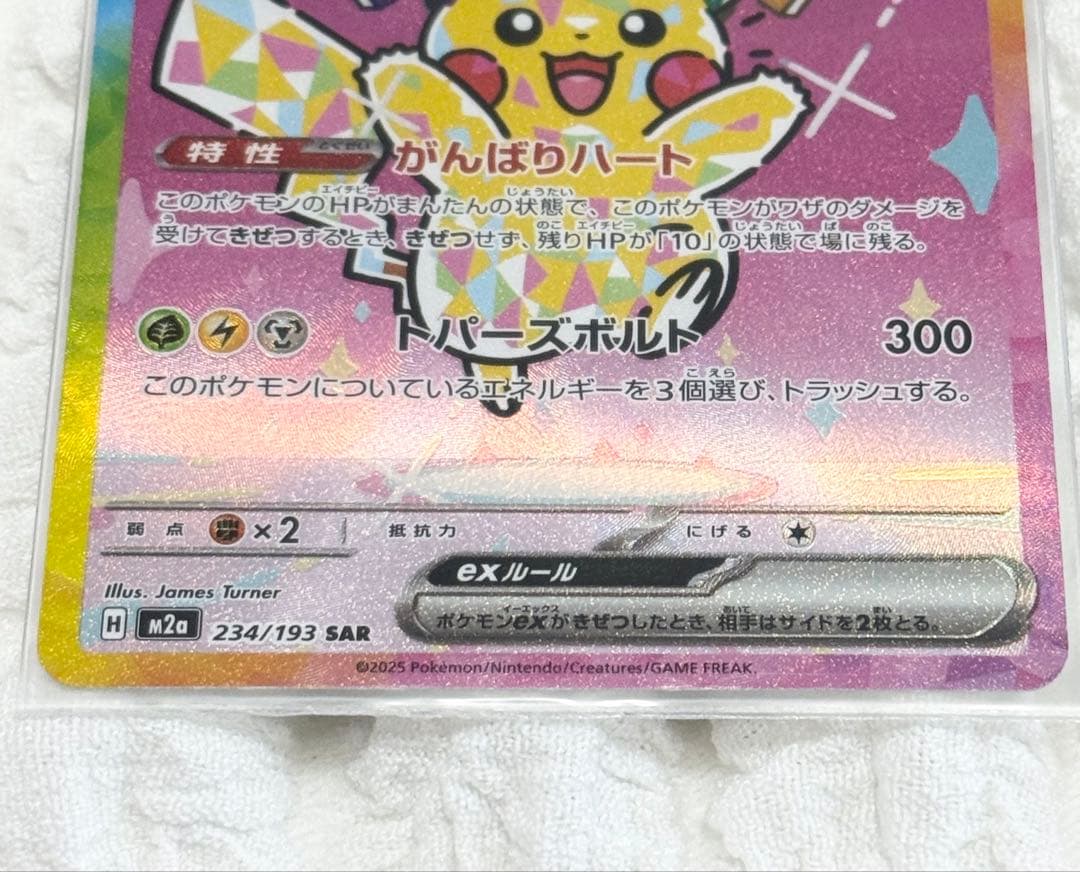 特性 とくせい がんばりハート
このポケモンのHPがまんたんの状態で、このポケモンがワザのダメージを
受けてきぜつするとき、きぜつせず、残りHPが「10」の状態で場に残る。
トパーズボルト 300
このポケモンについているエネルギーを3個選び、トラッシュする。
弱点 ×2 抵抗力 にげる
exルール
Illus. James Turner
ポケモンexがきぜつしたとき、相手はサイドを2枚とる。
H M2a 234/193 SAR
©2025 Pokémon/Nintendo/Creatures/GAME FREAK.